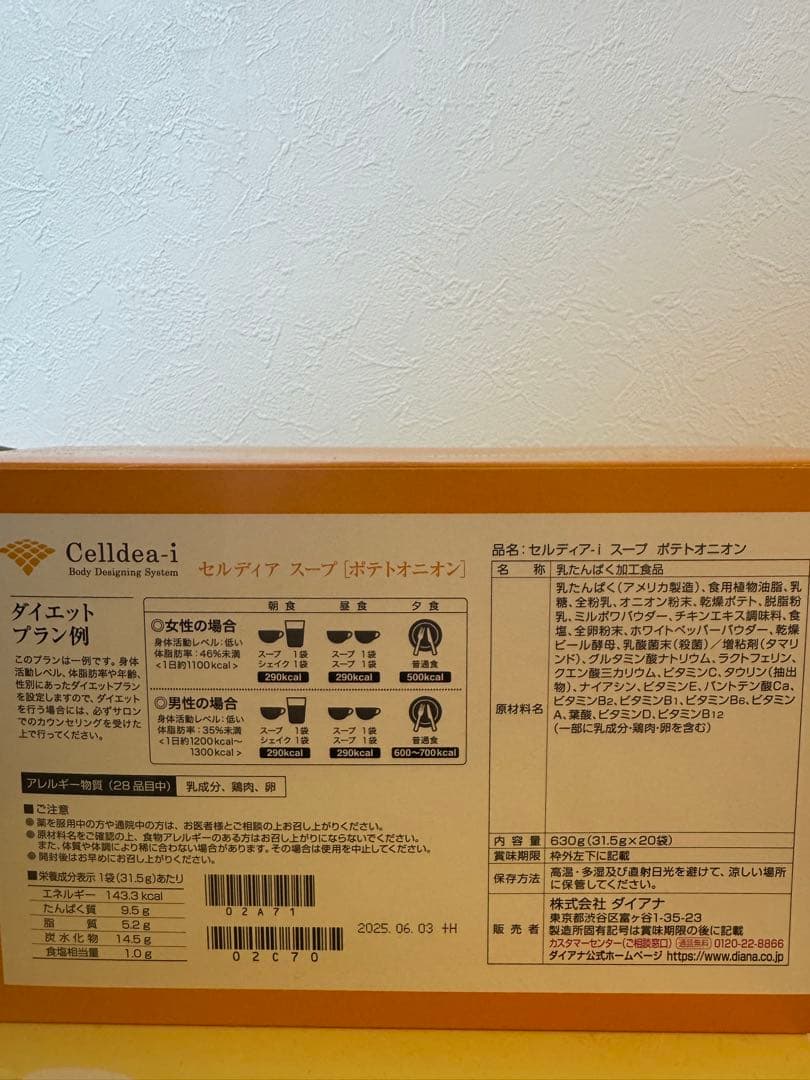 Celldea-i
Body Designing System
セルディア スープ［ポテトオニオン］
ダイエット
プラン例
このプランは一例です。身体
活動レベル、体脂肪率や年齢、
性別にあったダイエットプラン
を設定しますので、ダイエット
を行う場合には、必ずサロン
でのカウンセリングを受けた
上で行ってください。
朝食 昼食 夕食
◎女性の場合
身体活動レベル：低い
体脂肪率：46%未満
<1日約1100kcal>
スープ 1袋
シェイク 1袋
290kcal
スープ 1袋
スープ 1袋
290kcal
普通食
500kcal
◎男性の場合
身体活動レベル：低い
体脂肪率：35%未満
<1日約1200kcal〜
1300kcal>
スープ 1袋
シェイク 1袋
290kcal
スープ 1袋
スープ 1袋
290kcal
普通食
600〜700kcal
アレルギー物質（28品目中） 乳成分、鶏肉、卵
■ご注意
●薬を服用中の方や通院中の方は、お医者様とご相談の上お召し上がりください。
●原材料名をご確認の上、食物アレルギーのある方はお召し上がりにならないでください。
また、体質や体調により稀に合わない場合があります。その場合は使用を中止してください。
●開封後はお早めにお召し上がりください。
■栄養成分表示 1袋(31.5g)あたり
エネルギー 143.3kcal
たんぱく質 9.5g
脂質 5.2g
炭水化物 14.5g
食塩相当量 1.0g
02A71
02C70
2025.06.03 +H
品名：セルディア-i スープ ポテトオニオン
名称 乳たんぱく加工食品
原材料名
乳たんぱく（アメリカ製造）、食用植物油脂、乳
糖、全粉乳、オニオン粉末、乾燥ポテト、脱脂粉
乳、ミルポワパウダー、チキンエキス調味料、食
塩、全卵粉末、ホワイトペッパーパウダー、乾燥
ビール酵母、乳酸菌末（殺菌）／増粘剤（タマリ
ンド）、グルタミン酸ナトリウム、ラクトフェリン、
クエン酸三カリウム、ビタミンC、タウリン（抽出
物）、ナイアシン、ビタミンE、パントテン酸Ca、
ビタミンB2、ビタミンB1、ビタミンB6、ビタミン
A、葉酸、ビタミンD、ビタミンB12
（一部に乳成分・鶏肉・卵を含む）
内容量 630g（31.5g×20袋）
賞味期限 枠外左下に記載
保存方法 高温・多湿及び直射日光を避けて、涼しい場所
に保管してください。
販売者
株式会社 ダイアナ
東京都渋谷区富ヶ谷1-35-23
製造所固有記号は賞味期限の後に記載
カスタマーセンター（ご相談窓口） 通話無料 0120-22-8866
ダイアナ公式ホームページ https://www.diana.co.jp